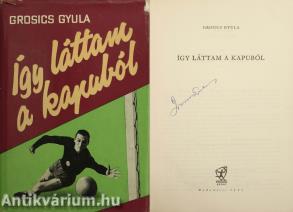 GROSICS GYULA
Így láttam
a kapuból
Antikvárium.hu
GROSICS GYULA
ÍGY LÁTTAM A KAPUBÓL